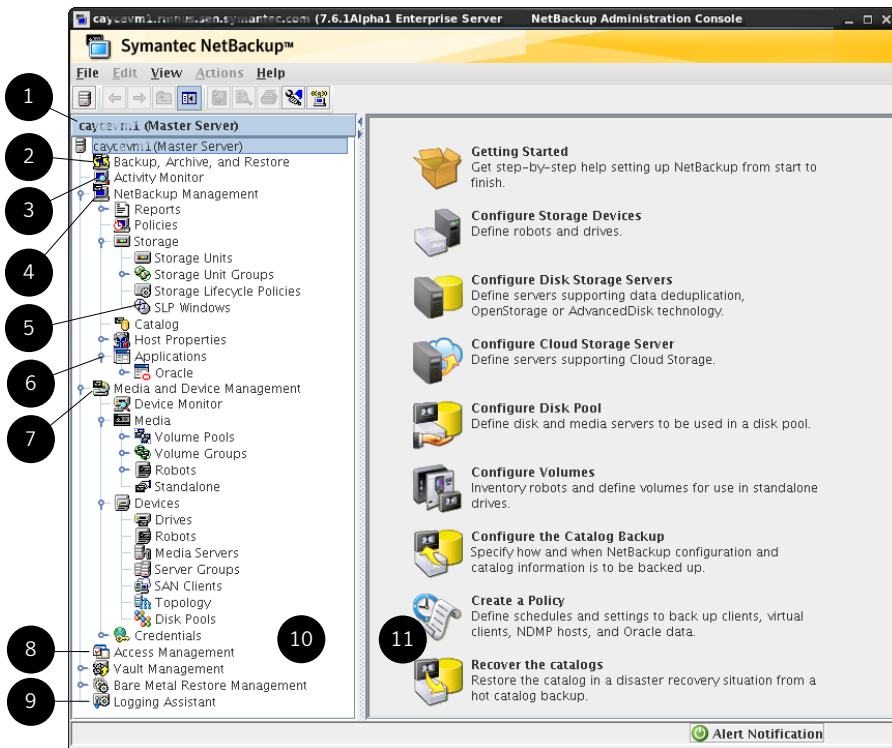 NetBackup Administration Console
(7.6.1Alpha1 Enterprise Server
Symantec NetBackup™
File Edit View Actions Help
1
caycevm1 (Master Server)
caycevm1 (Master Server)
2
Backup, Archive, and Restore
Activity Monitor
3
NetBackup Management
Reports
Policies
4
Storage
Storage Units
Storage Unit Groups
Storage Lifecycle Policies
5
SLP Windows
Catalog
Host Properties
6
Applications
Oracle
Media and Device Management
7
Device Monitor
Media
Volume Pools
Volume Groups
Robots
Standalone
Devices
Drives
Robots
Media Servers
Server Groups
SAN Clients
Topology
Disk Pools
Credentials
8
Access Management
Vault Management
Bare Metal Restore Management
9
Logging Assistant
10
11
Getting Started
Get step-by-step help setting up NetBackup from start to
finish.
Configure Storage Devices
Define robots and drives.
Configure Disk Storage Servers
Define servers supporting data deduplication,
OpenStorage or AdvancedDisk technology.
Configure Cloud Storage Server
Define servers supporting Cloud Storage.
Configure Disk Pool
Define disk and media servers to be used in a disk pool.
Configure Volumes
Inventory robots and define volumes for use in standalone
drives.
Configure the Catalog Backup
Specify how and when NetBackup configuration and
catalog information is to be backed up.
Create a Policy
Define schedules and settings to back up clients, virtual
clients, NDMP hosts, and Oracle data.
Recover the catalogs
Restore the catalog in a disaster recovery situation from a
hot catalog backup.
Alert Notification